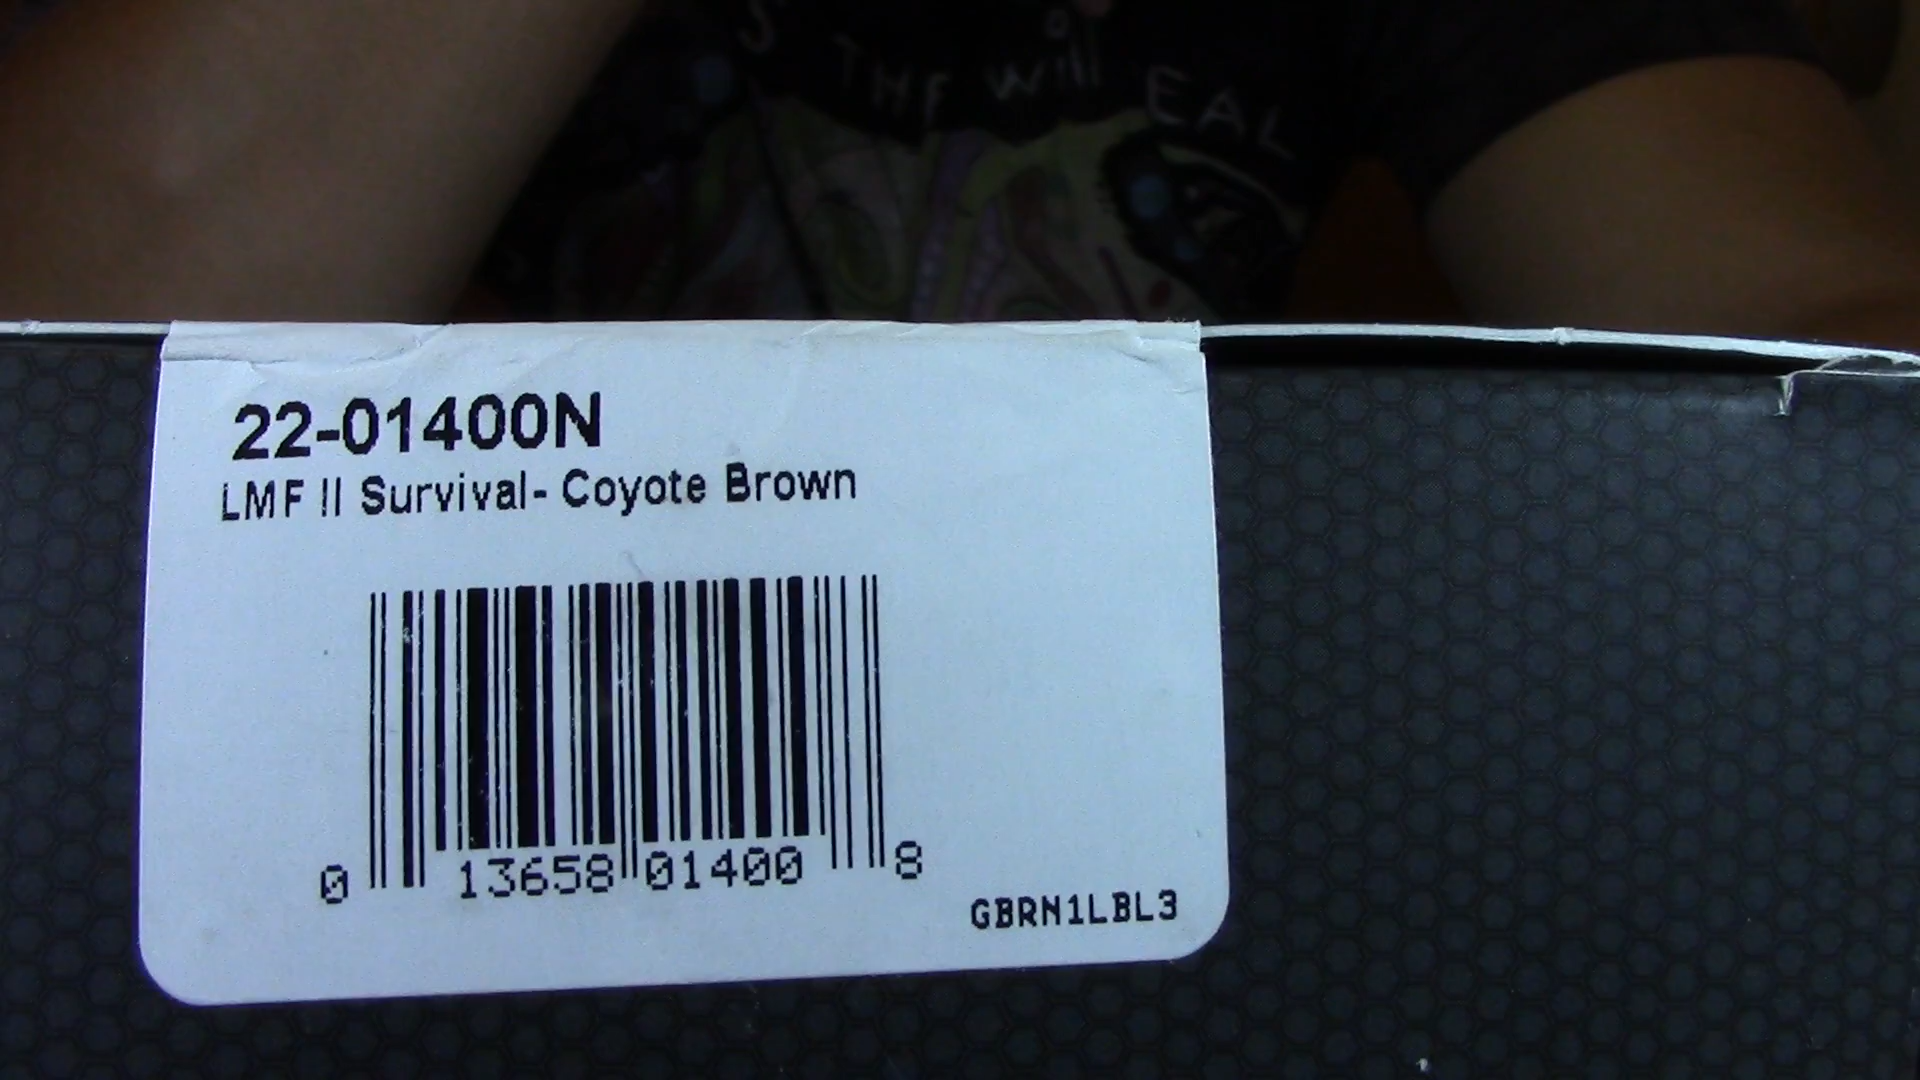 THE Will EAL
22-01400N
LMF II Survival- Coyote Brown
0 13658 01400 8
GBRN1LBL3